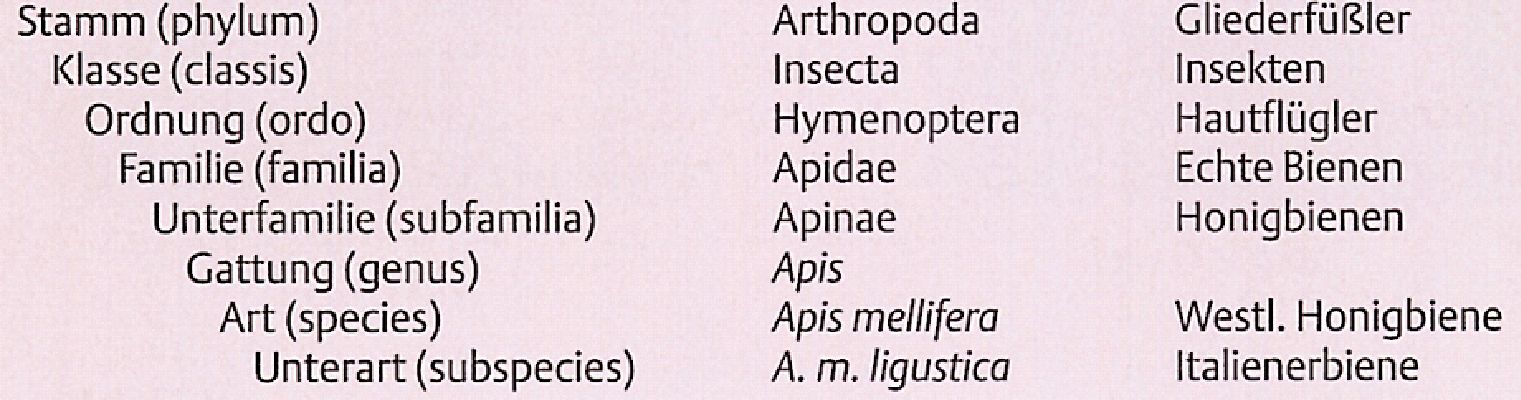 Stamm (phylum) Arthropoda Gliederfüßler
Klasse (classis) Insecta Insekten
Ordnung (ordo) Hymenoptera Hautflügler
Familie (familia) Apidae Echte Bienen
Unterfamilie (subfamilia) Apinae Honigbienen
Gattung (genus) Apis
Art (species) Apis mellifera Westl. Honigbiene
Unterart (subspecies) A. m. ligustica Italienerbiene